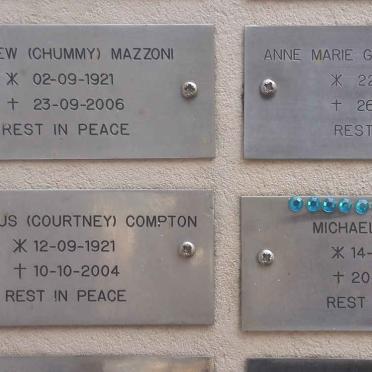 EW (CHUMMY) MAZZONI
02-09-1921
† 23-09-2006
REST IN PEACE
ANNE MARIE G
22
† 26
REST
US (COURTNEY) COMPTON
12-09-1921
† 10-10-2004
REST IN PEACE
MICHAEL
14-
† 20
REST